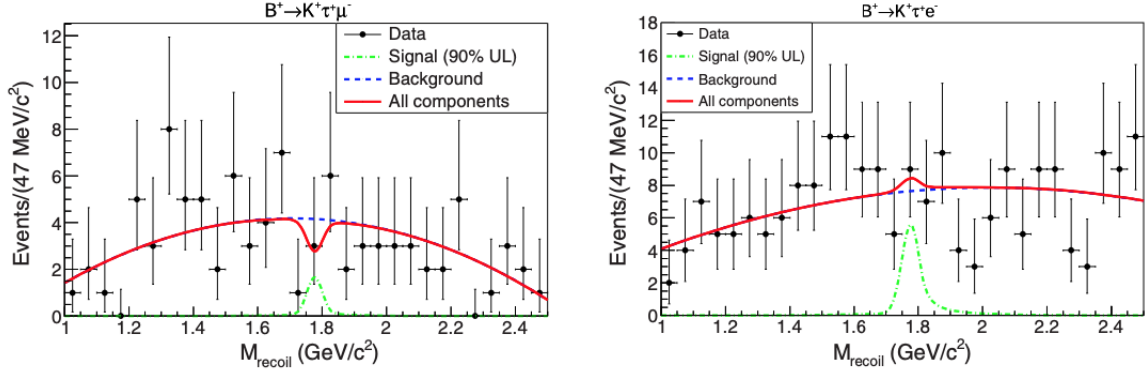 B⁺→K⁺τ⁺μ⁻
Events/(47 MeV/c²)
12
10
8
6
4
2
0
Data
Signal (90% UL)
Background
All components
1 1.2 1.4 1.6 1.8 2 2.2 2.4
M_recoil (GeV/c²)
B⁺→K⁺τ⁺e⁻
Events/(47 MeV/c²)
18
16
14
12
10
8
6
4
2
0
Data
Signal (90% UL)
Background
All components
1 1.2 1.4 1.6 1.8 2 2.2 2.4
M_recoil (GeV/c²)